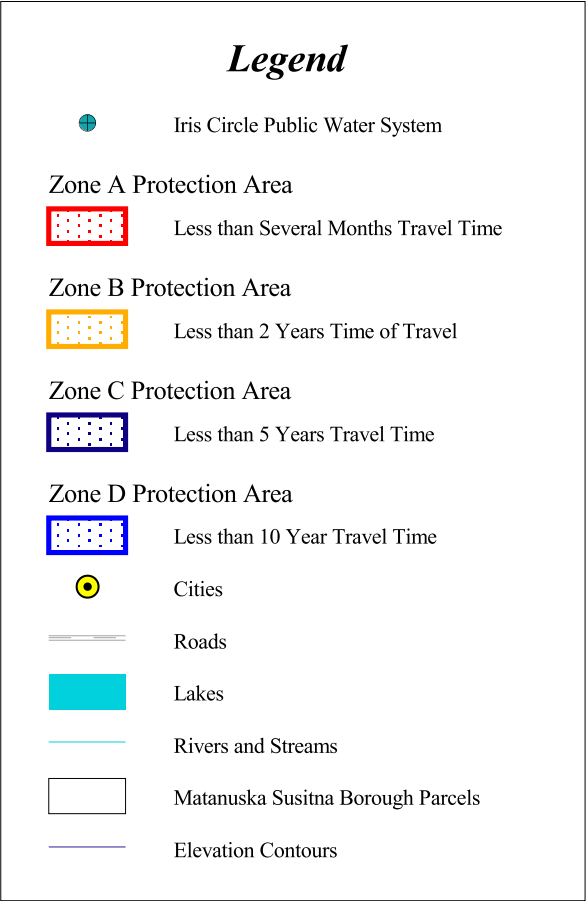 Legend
Iris Circle Public Water System
Zone A Protection Area
Less than Several Months Travel Time
Zone B Protection Area
Less than 2 Years Time of Travel
Zone C Protection Area
Less than 5 Years Travel Time
Zone D Protection Area
Less than 10 Year Travel Time
Cities
Roads
Lakes
Rivers and Streams
Matanuska Susitna Borough Parcels
Elevation Contours